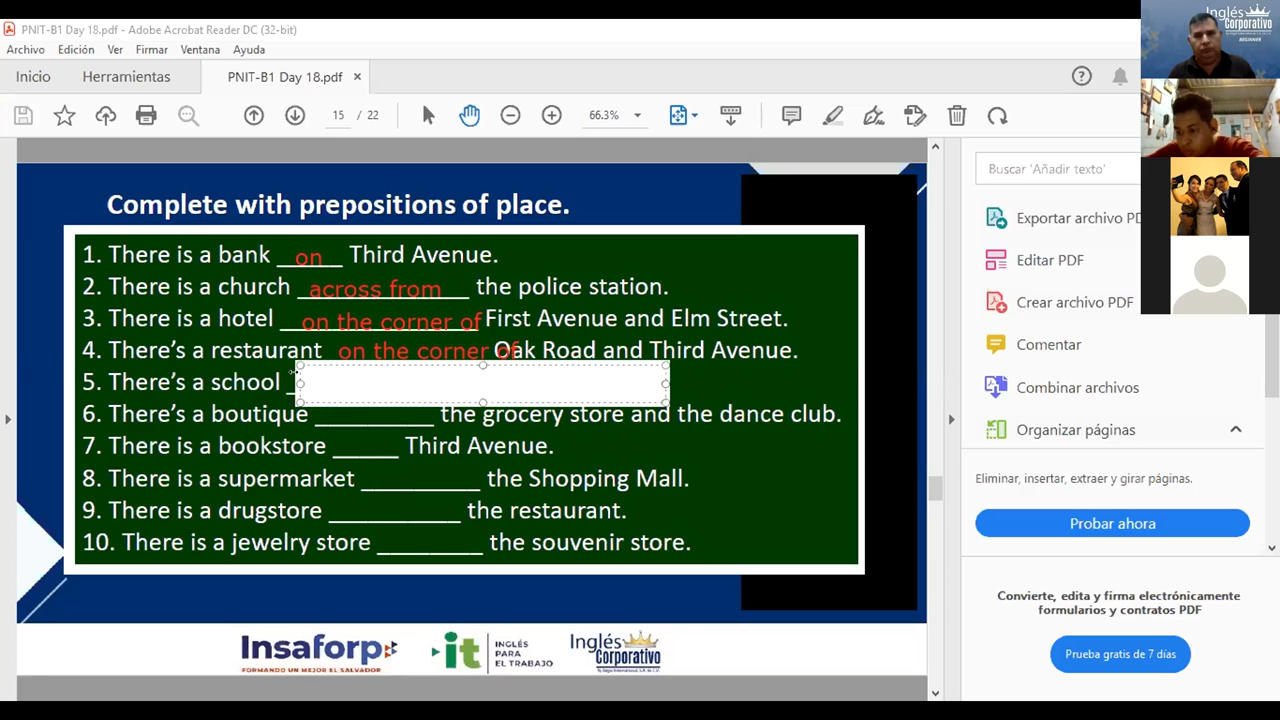 PNIT-B1 Day 18.pdf - Adobe Acrobat Reader DC (32-bit)
Archivo Edición Ver Firmar Ventana Ayuda
Inicio Herramientas PNIT-B1 Day 18.pdf
15 / 22 66.3%
Inglés
Corporativo
BEGINNER
Buscar 'Añadir texto'
Complete with prepositions of place.
1. There is a bank _____ on Third Avenue.
2. There is a church across from the police station.
3. There is a hotel on the corner of First Avenue and Elm Street.
4. There's a restaurant on the corner of Oak Road and Third Avenue.
5. There's a school _
6. There's a boutique _________ the grocery store and the dance club.
7. There is a bookstore _____ Third Avenue.
8. There is a supermarket _________ the Shopping Mall.
9. There is a drugstore __________ the restaurant.
10. There is a jewelry store ________ the souvenir store.
Exportar archivo PD
Editar PDF
Crear archivo PDF
Comentar
Combinar archivos
Organizar páginas
Eliminar, insertar, extraer y girar páginas.
Probar ahora
Convierte, edita y firma electrónicamente
formularios y contratos PDF
Prueba gratis de 7 días
Insaforp
FORMANDO UN MEJOR EL SALVADOR
it INGLÉS
PARA
EL TRABAJO
Inglés
Corporativo